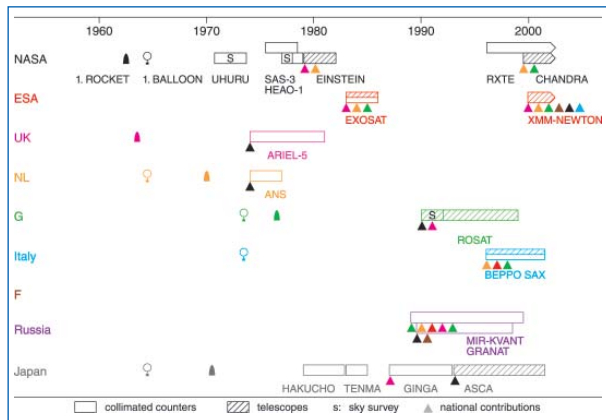 1960 1970 1980 1990 2000
NASA S S
1. ROCKET 1. BALLOON UHURU SAS-3 EINSTEIN RXTE CHANDRA
HEAO-1
ESA
EXOSAT XMM-NEWTON
UK
ARIEL-5
NL
ANS
G S
ROSAT
Italy
BEPPO SAX
F
Russia
MIR-KVANT
GRANAT
Japan
HAKUCHO TENMA GINGA ASCA
collimated counters telescopes s: sky survey national contributions